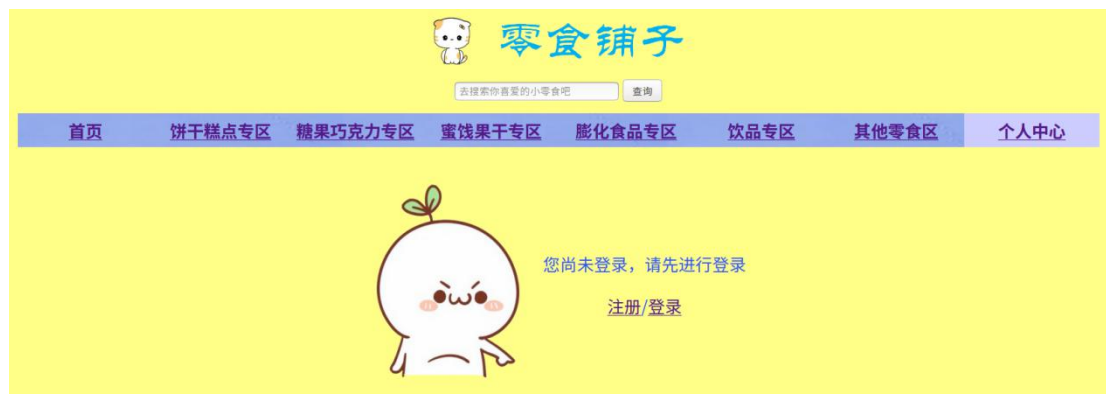 零食铺子
去搜索你喜爱的小零食吧 查询
首页 饼干糕点专区 糖果巧克力专区 蜜饯果干专区 膨化食品专区 饮品专区 其他零食区 个人中心
您尚未登录，请先进行登录
注册/登录